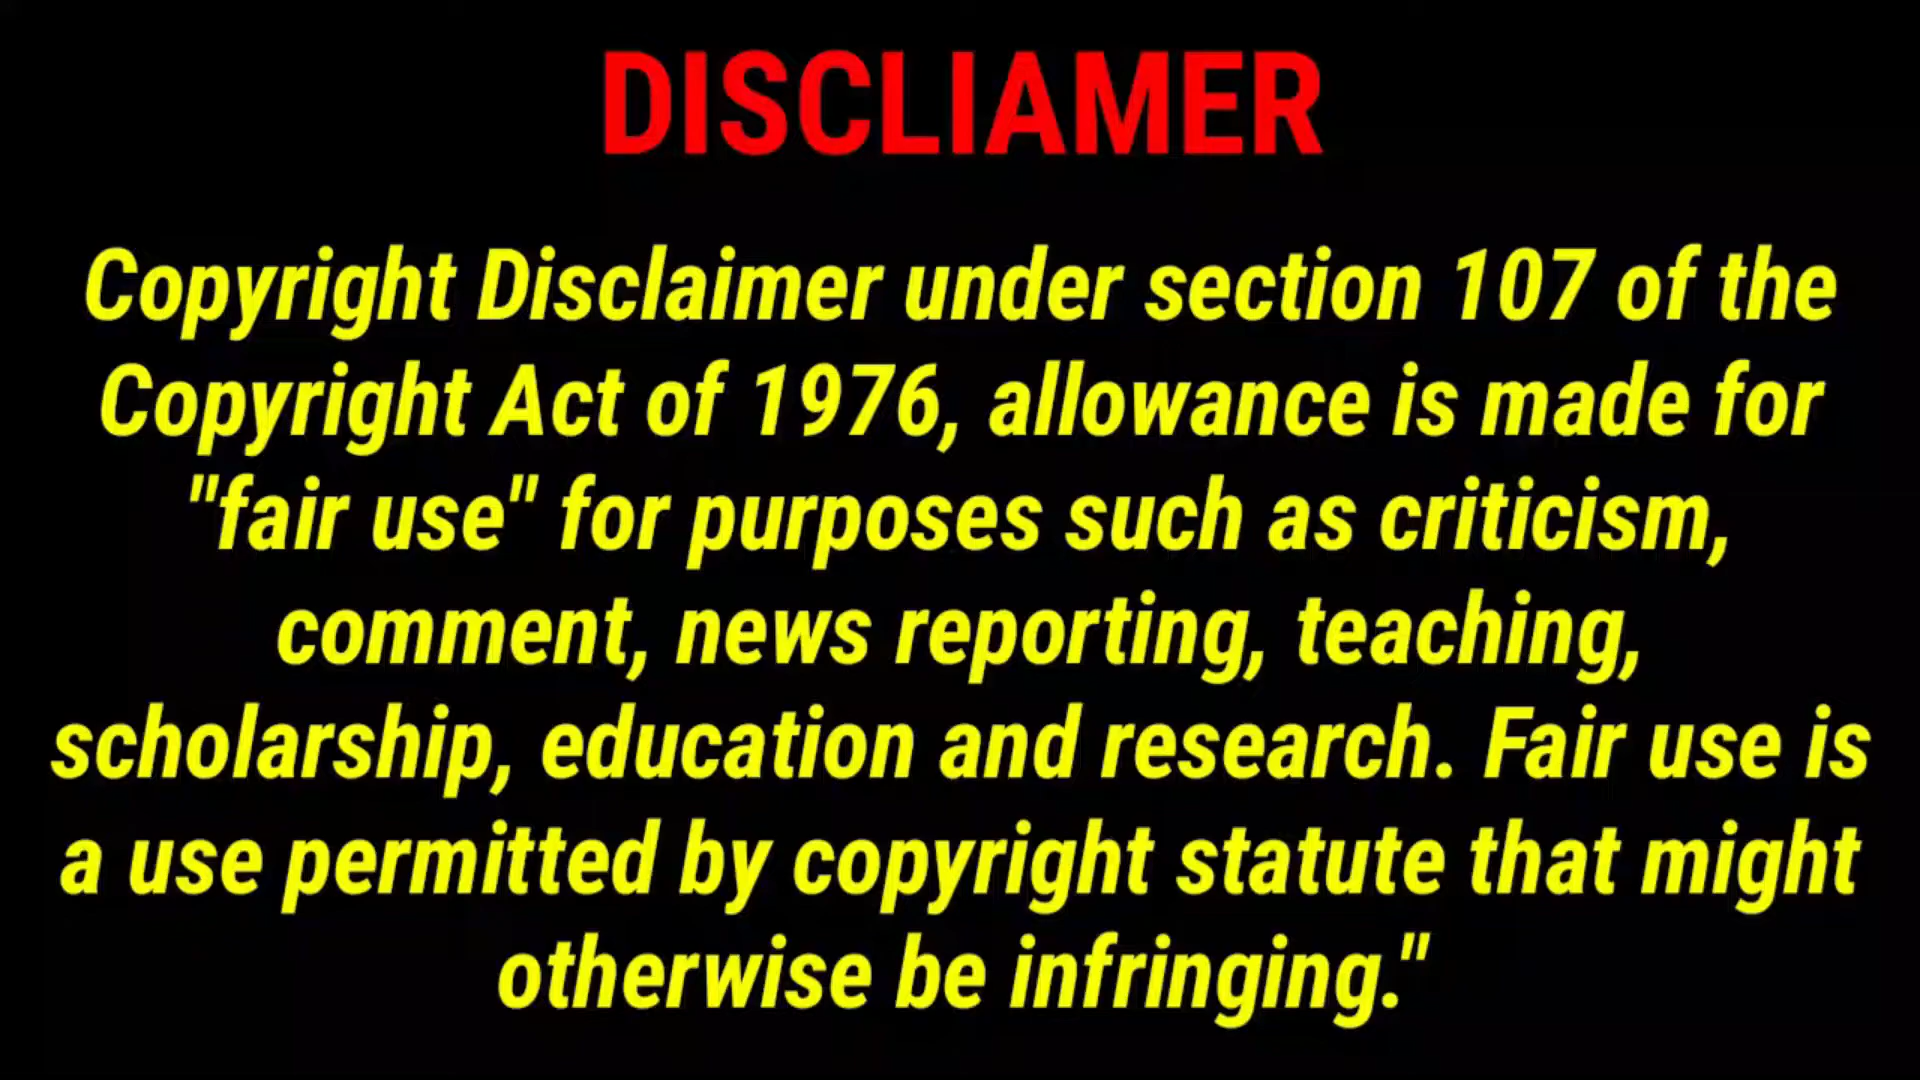 DISCLIAMER
Copyright Disclaimer under section 107 of the
Copyright Act of 1976, allowance is made for
"fair use" for purposes such as criticism,
comment, news reporting, teaching,
scholarship, education and research. Fair use is
a use permitted by copyright statute that might
otherwise be infringing."